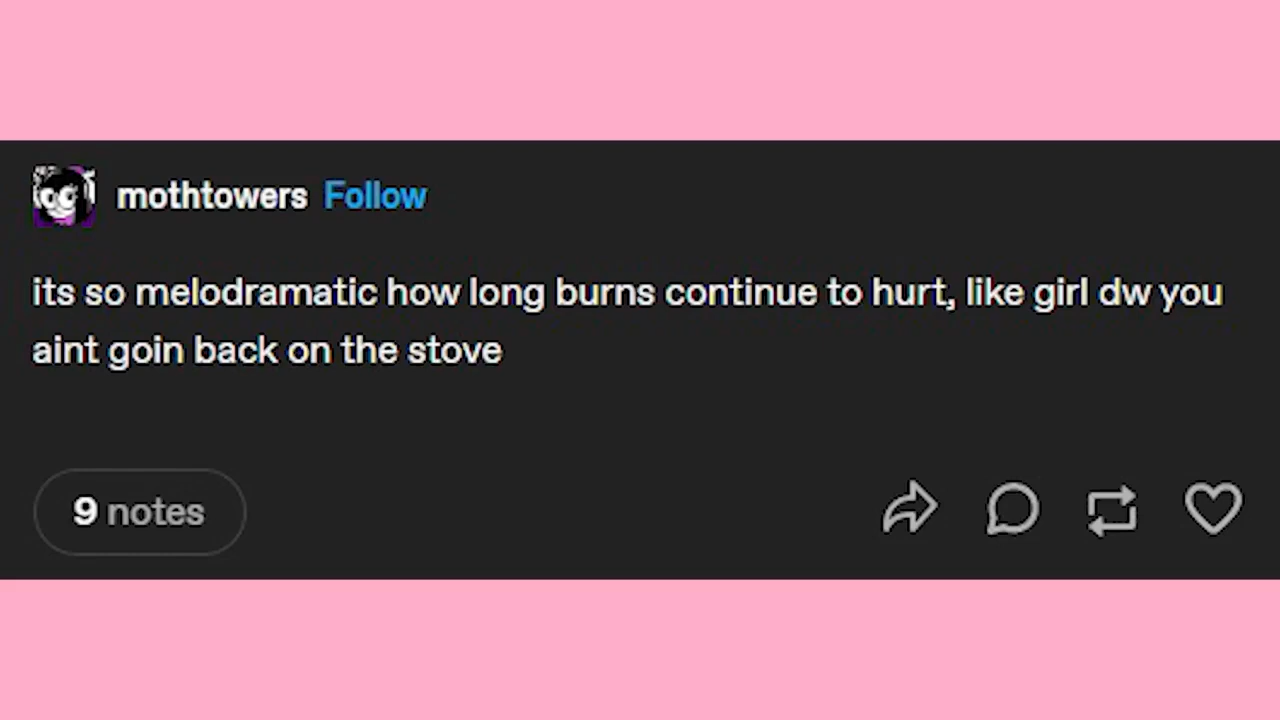 mothtowers Follow
its so melodramatic how long burns continue to hurt, like girl dw you
aint goin back on the stove
9 notes